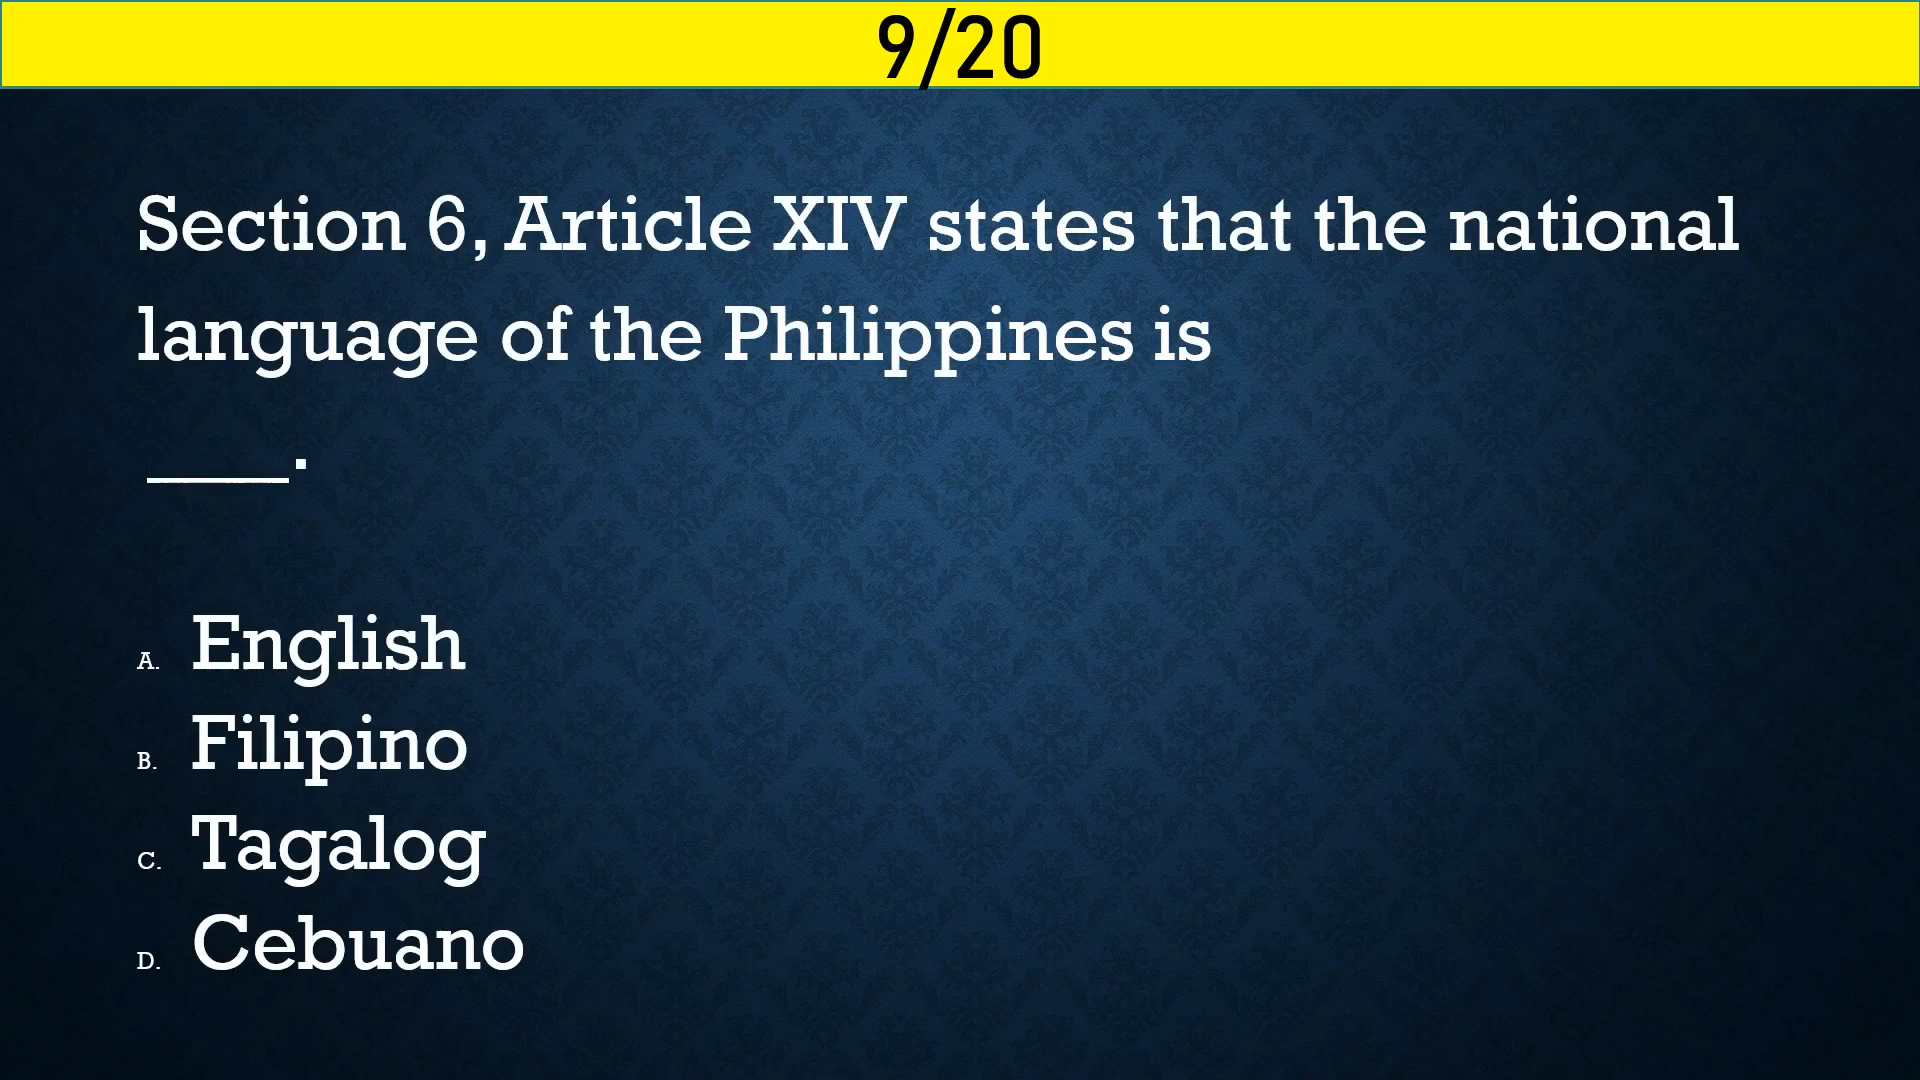 9/20
Section 6, Article XIV states that the national
language of the Philippines is
____.
A. English
B. Filipino
C. Tagalog
D. Cebuano